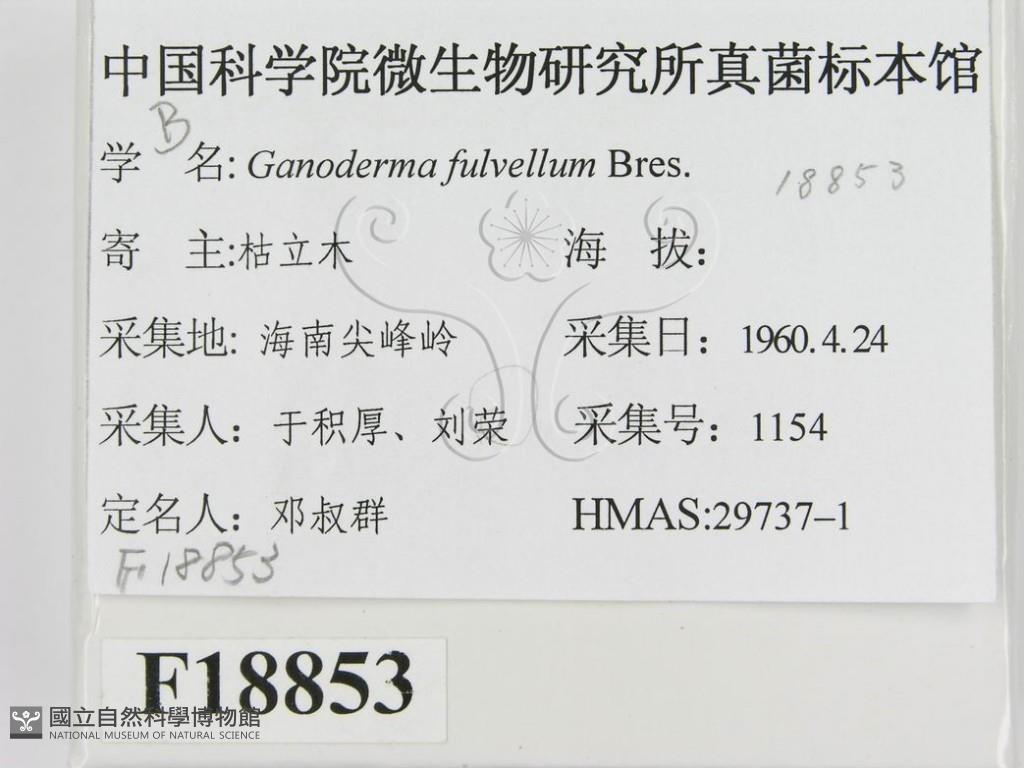 中国科学院微生物研究所真菌标本馆
B
学 名: Ganoderma fulvellum Bres.
18853
寄 主:枯立木 海 拔：
采集地: 海南尖峰岭 采集日：1960.4.24
采集人：于积厚、刘荣 采集号：1154
定名人：邓叔群 HMAS:29737–1
F18853
F18853
國立自然科學博物館
NATIONAL MUSEUM OF NATURAL SCIENCE